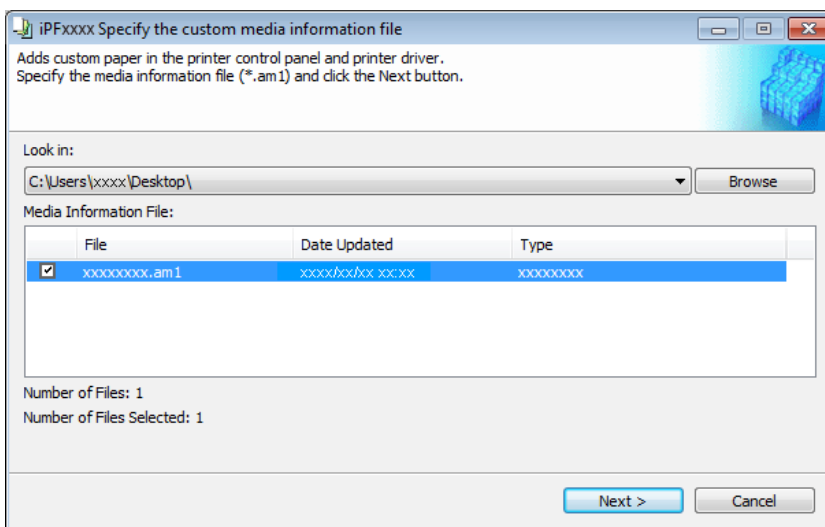 iPFxxxx Specify the custom media information file
Adds custom paper in the printer control panel and printer driver.
Specify the media information file (*.am1) and click the Next button.
Look in:
C:\Users\xxxx\Desktop\
Browse
Media Information File:
File Date Updated Type
xxxxxxxx.am1 xxxx/xx/xx xx:xx xxxxxxxx
Number of Files: 1
Number of Files Selected: 1
Next > Cancel